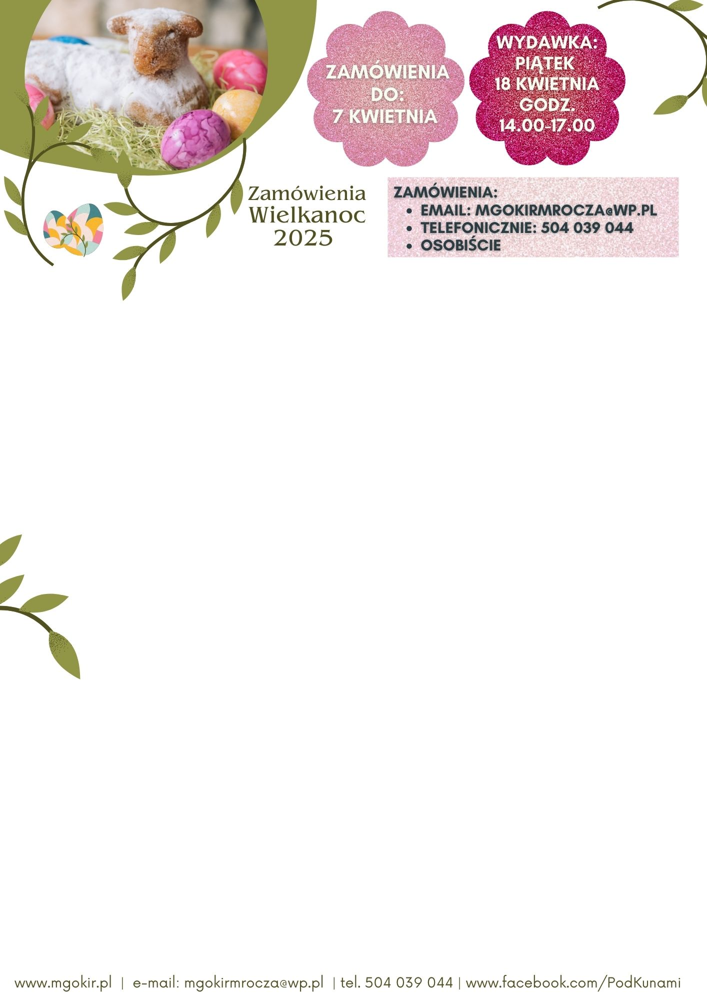 ZAMÓWIENIA
DO:
7 KWIETNIA
WYDAWKA:
PIĄTEK
18 KWIETNIA
GODZ.
14.00-17.00
Zamówienia
Wielkanoc
2025
ZAMÓWIENIA:
• EMAIL: MGOKIRMROCZA@WP.PL
• TELEFONICZNIE: 504 039 044
• OSOBIŚCIE
www.mgokir.pl | e-mail: mgokirmrocza@wp.pl | tel. 504 039 044 | www.facebook.com/PodKunami